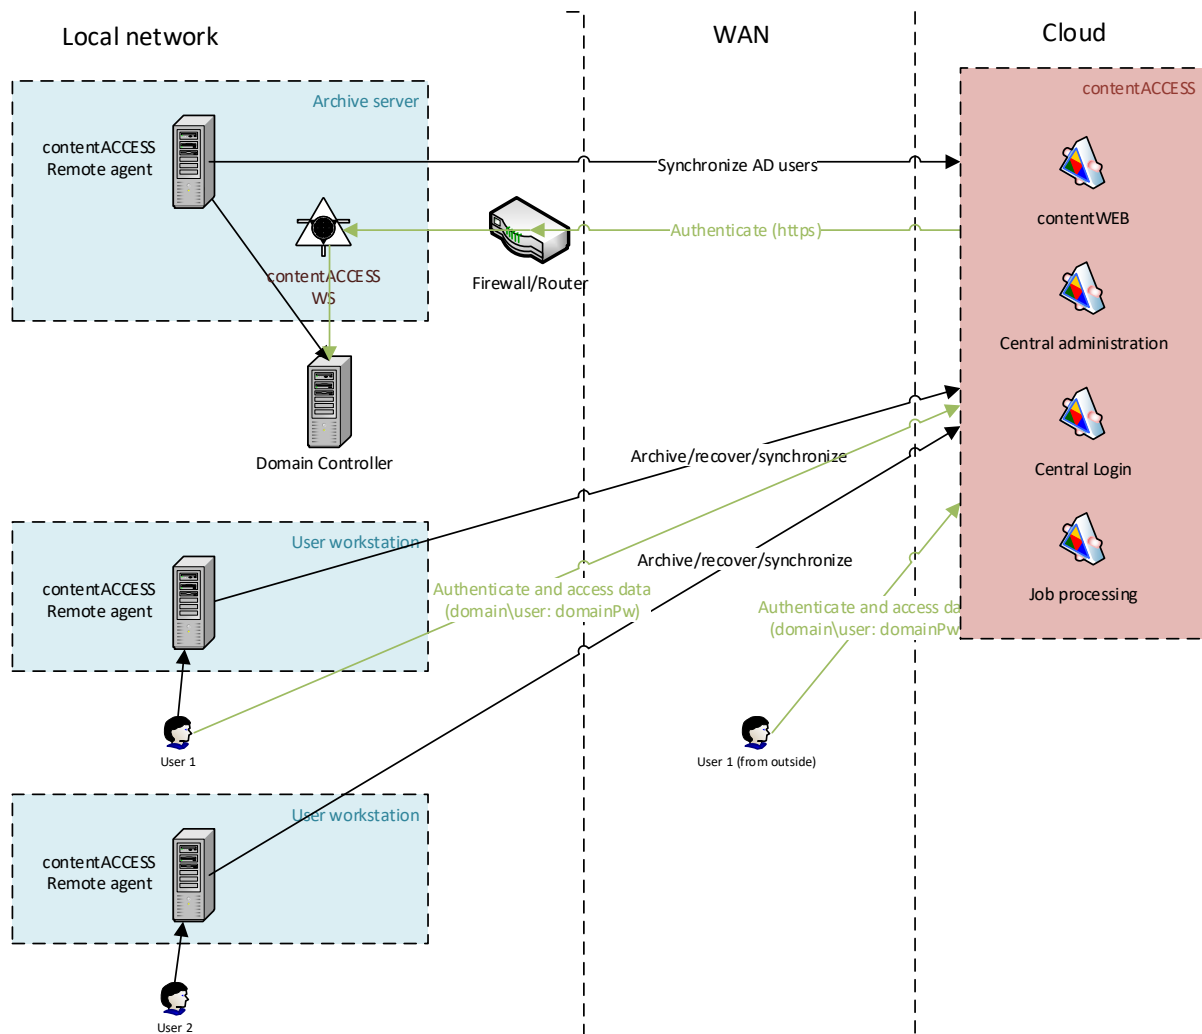 Local network
WAN
Cloud
Archive server
contentACCESS
contentACCESS
Remote agent
Synchronize AD users
contentWEB
Authenticate (https)
contentACCESS
WS
Firewall/Router
Central administration
Domain Controller
Archive/recover/synchronize
Central Login
User workstation
contentACCESS
Remote agent
Archive/recover/synchronize
Authenticate and access data
(domain\user: domainPw)
Authenticate and access da
(domain\user: domainPw
Job processing
User 1
User 1 (from outside)
User workstation
contentACCESS
Remote agent
User 2